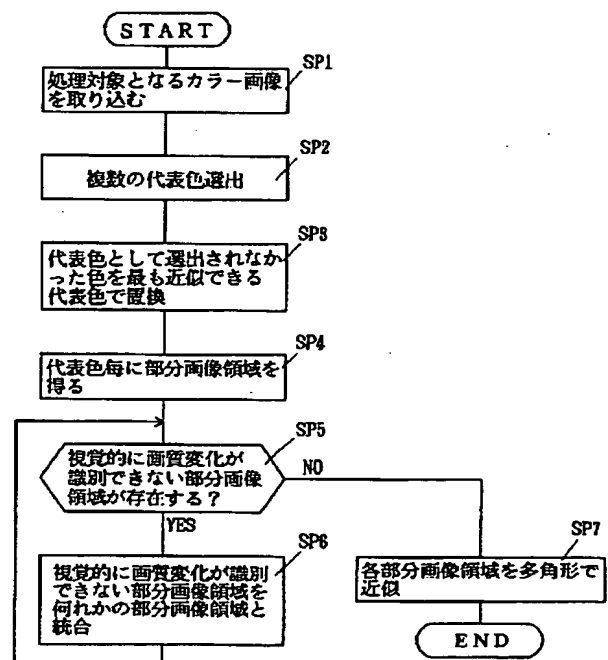 START
SP1
処理対象となるカラー画像
を取り込む
SP2
複数の代表色選出
SP3
代表色として選出されなか
った色を最も近似できる
代表色で置換
SP4
代表色毎に部分画像領域を
得る
SP5
視覚的に画質変化が
識別できない部分画像
領域が存在する？
NO
YES
SP6
視覚的に画質変化が識別
できない部分画像領域を
何れかの部分画像領域と
統合
SP7
各部分画像領域を多角形で
近似
END